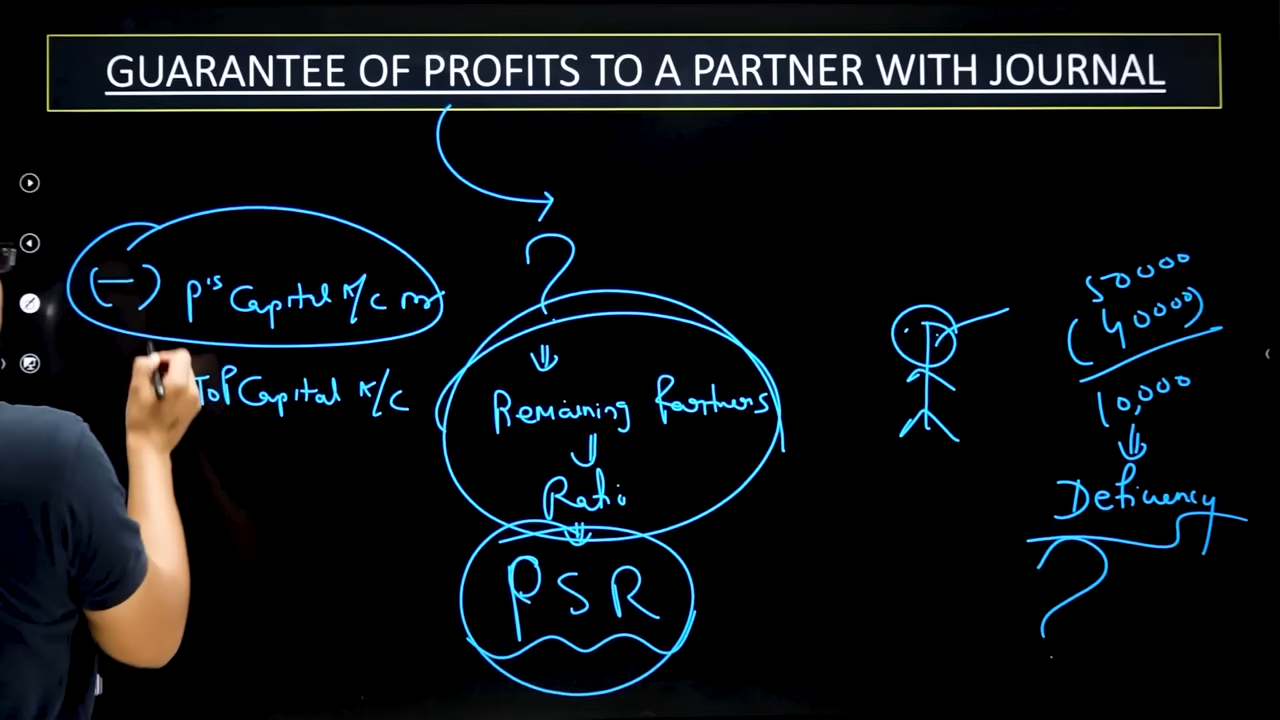 GUARANTEE OF PROFITS TO A PARTNER WITH JOURNAL
?
(-) P's Capital A/c Dr
To P Capital A/c
Remaining Partners
Ratio
PSR
50000
(40000)
10,000
Deficiency
?